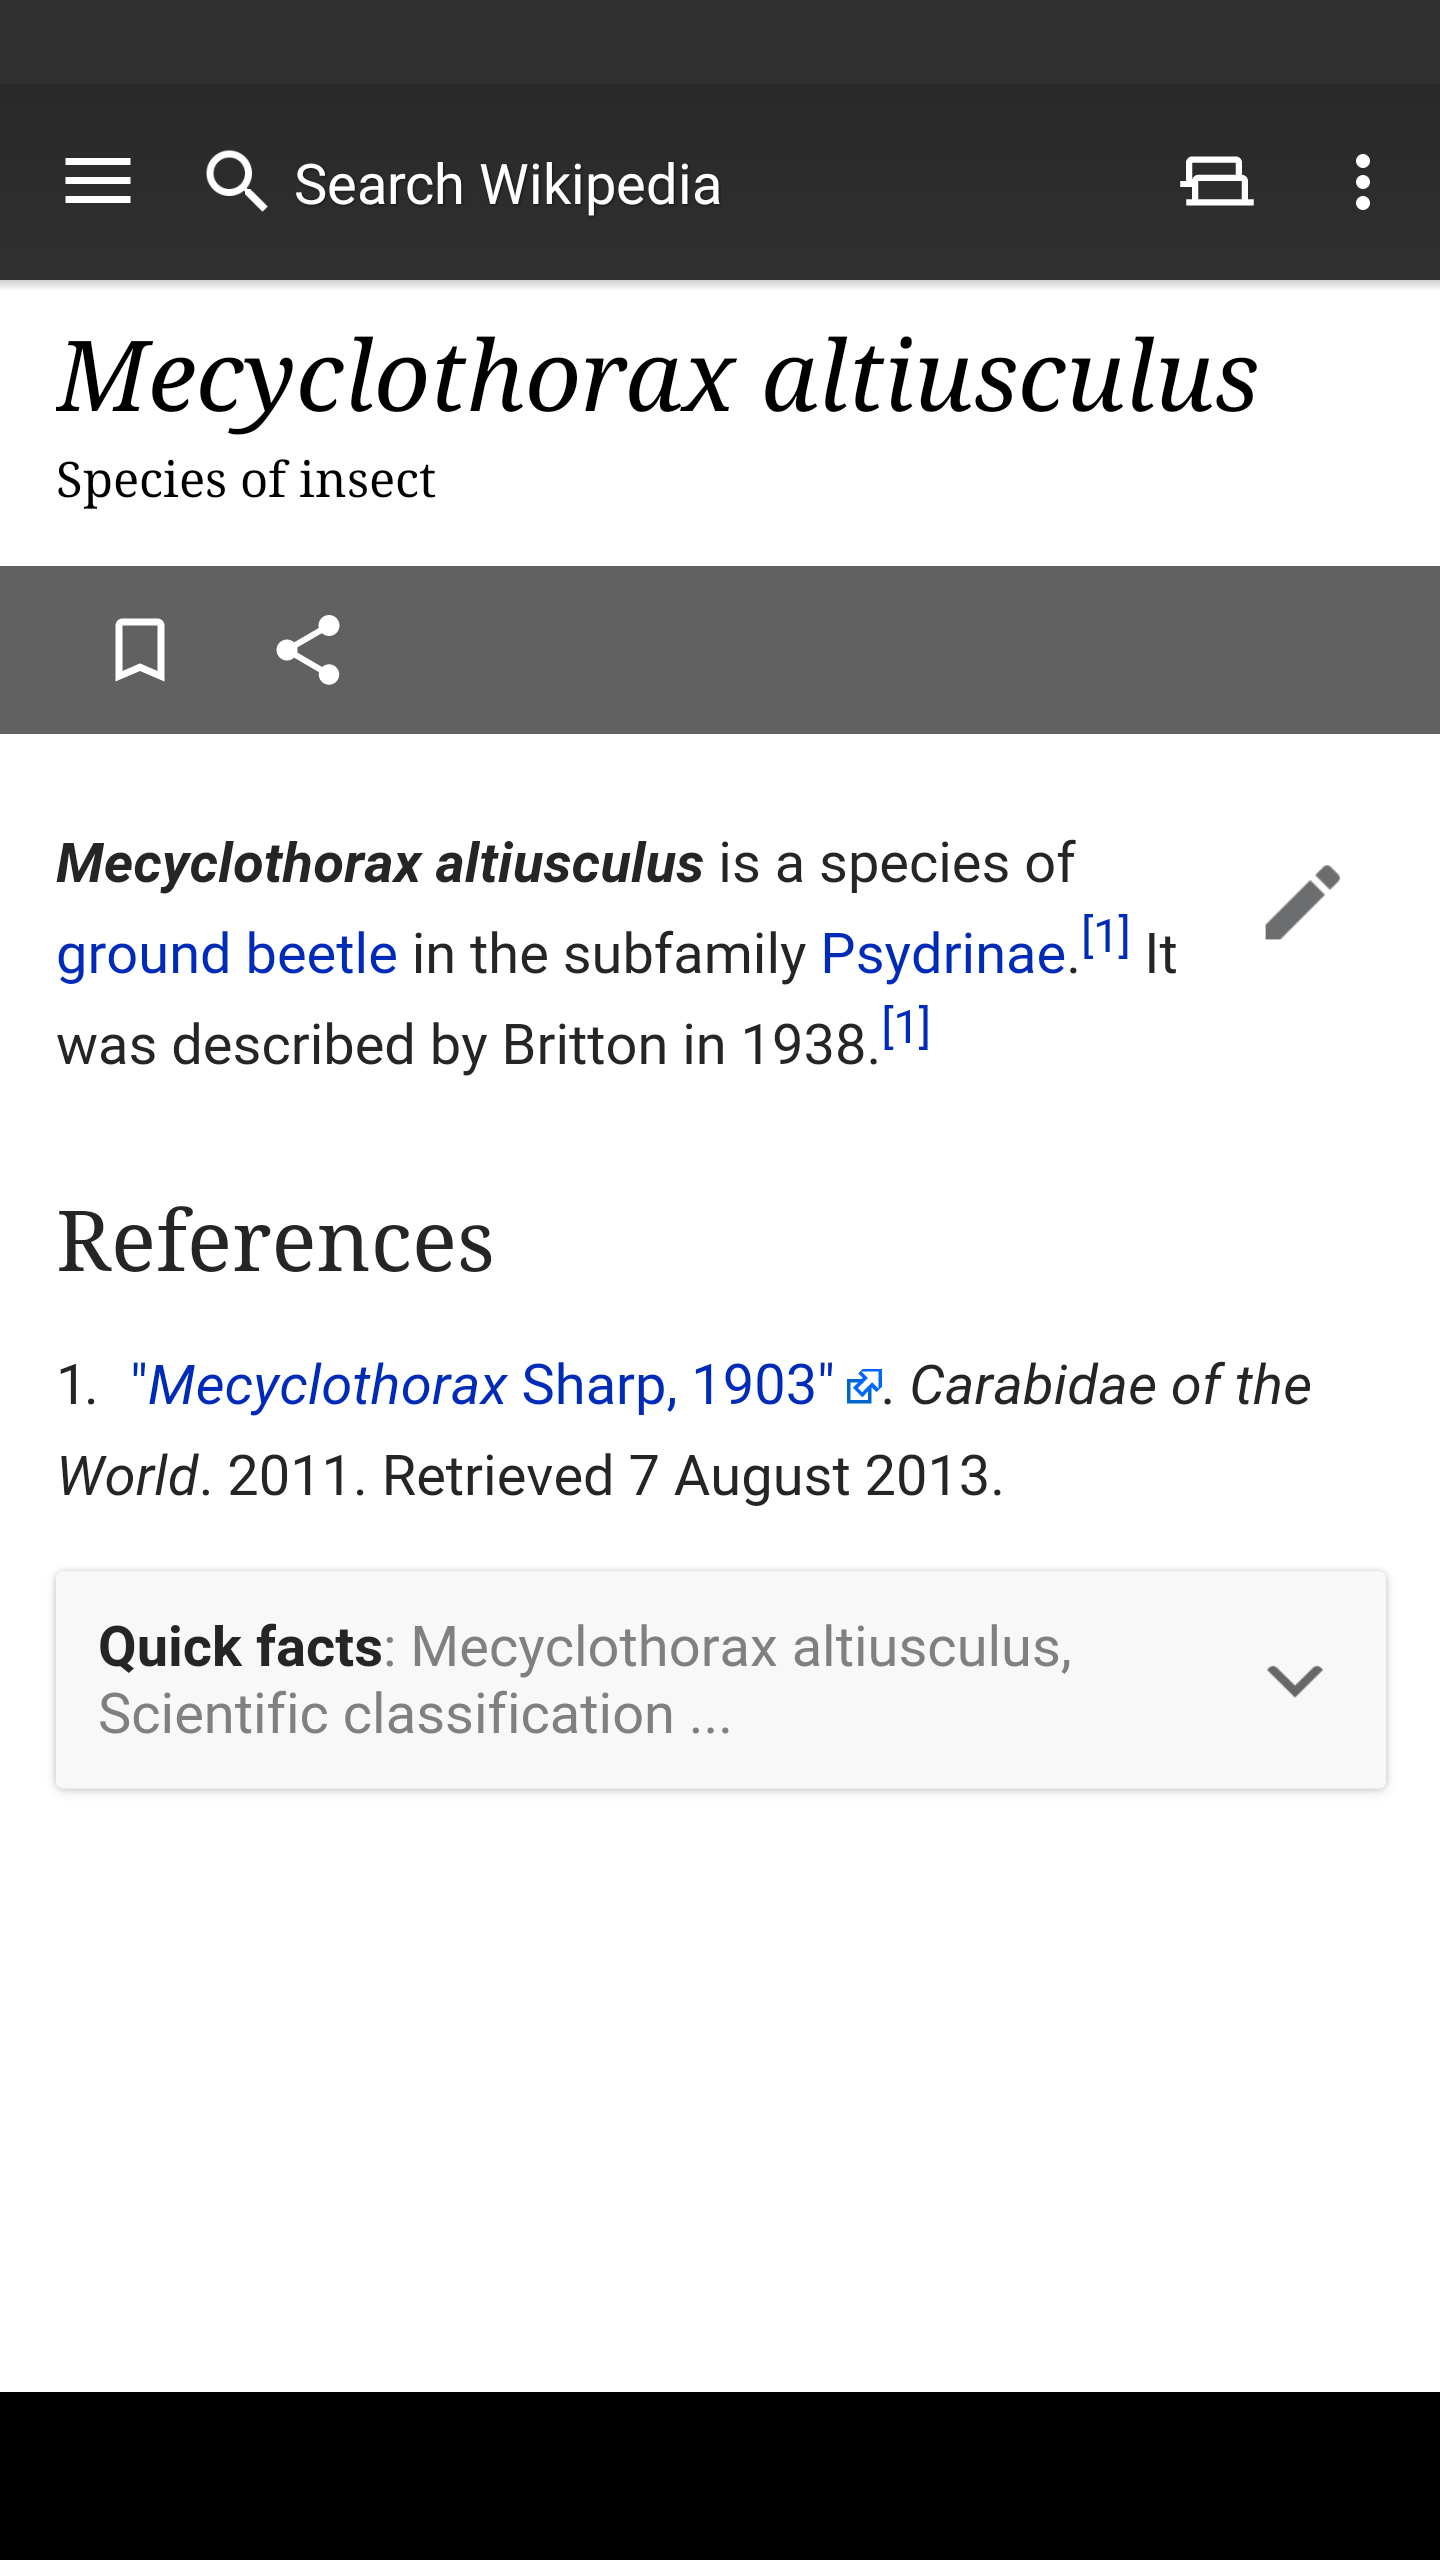 Search Wikipedia
Mecyclothorax altiusculus
Species of insect
Mecyclothorax altiusculus is a species of
ground beetle in the subfamily Psydrinae.[1] It
was described by Britton in 1938.[1]
References
1. "Mecyclothorax Sharp, 1903" . Carabidae of the
World. 2011. Retrieved 7 August 2013.
Quick facts: Mecyclothorax altiusculus,
Scientific classification ...